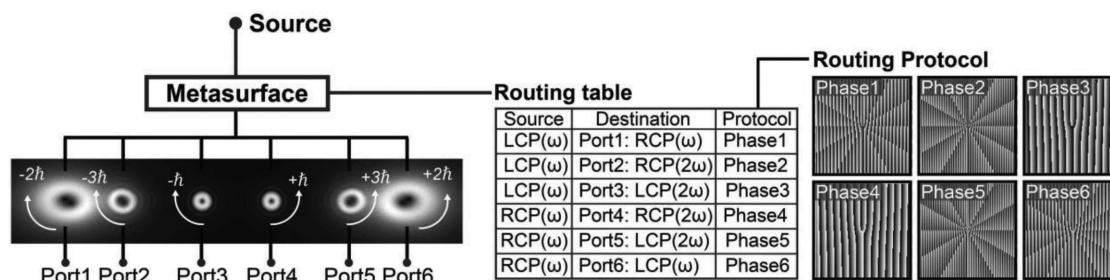 Source
Metasurface
-2ħ
-3ħ
-ħ
+ħ
+3ħ
+2ħ
Port1 Port2 Port3 Port4 Port5 Port6
Routing table
Source Destination Protocol
LCP(ω) Port1: RCP(ω) Phase1
LCP(ω) Port2: RCP(2ω) Phase2
LCP(ω) Port3: LCP(2ω) Phase3
RCP(ω) Port4: RCP(2ω) Phase4
RCP(ω) Port5: LCP(2ω) Phase5
RCP(ω) Port6: LCP(ω) Phase6
Routing Protocol
Phase1 Phase2 Phase3
Phase4 Phase5 Phase6